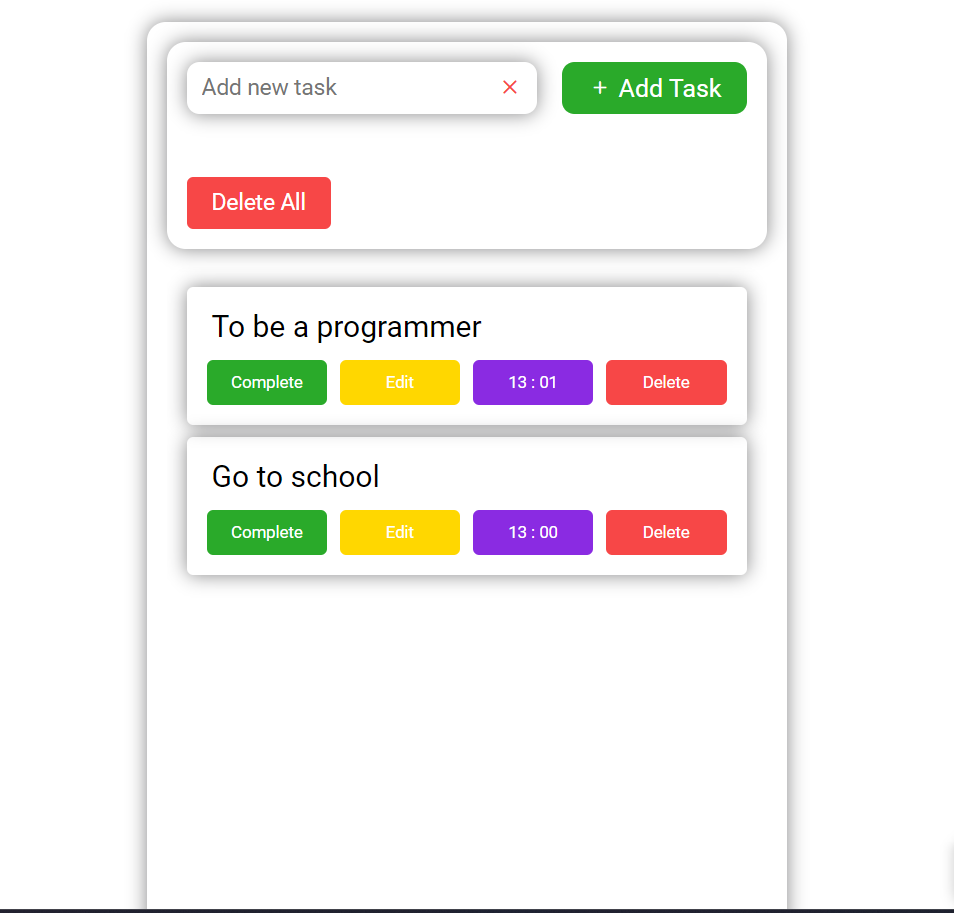 Add new task
+ Add Task
Delete All
To be a programmer
Complete Edit 13 : 01 Delete
Go to school
Complete Edit 13 : 00 Delete